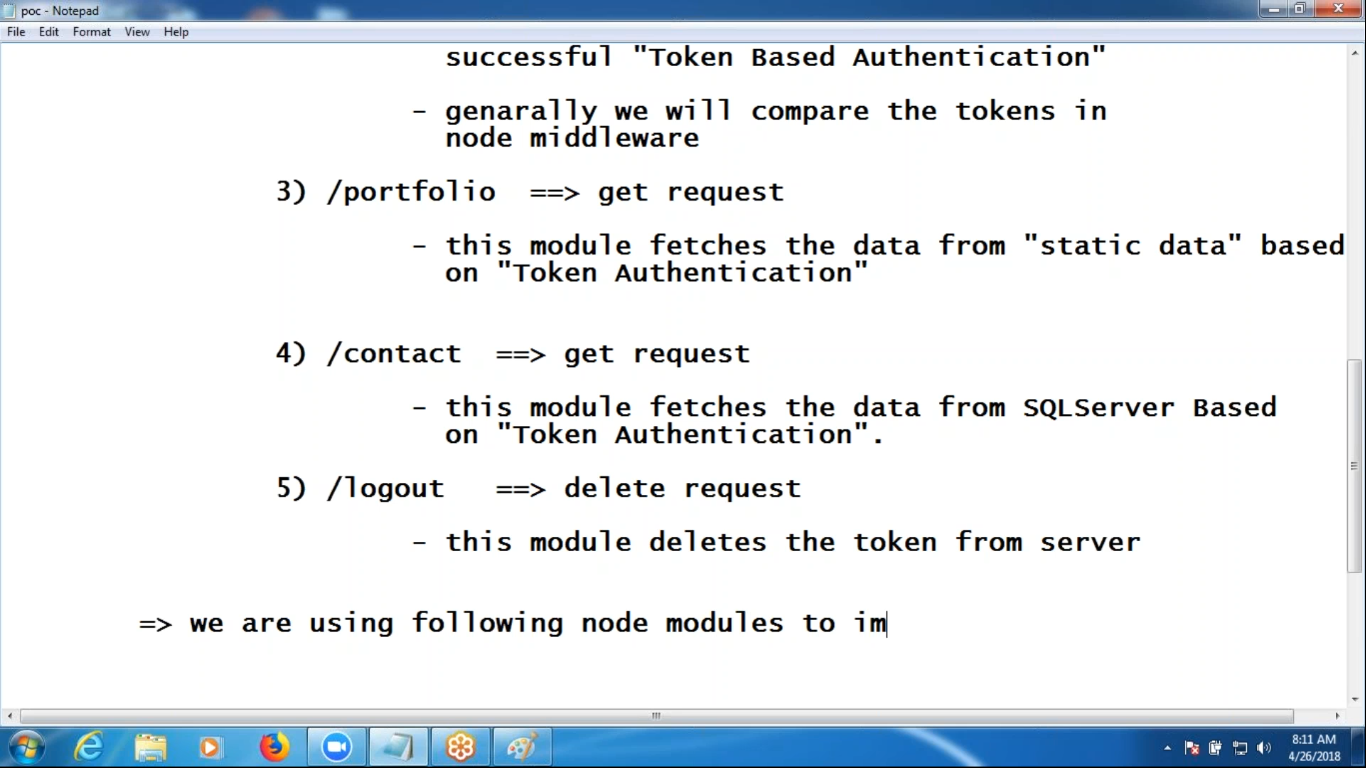 poc - Notepad
File Edit Format View Help
successful "Token Based Authentication"
- genarally we will compare the tokens in
node middleware
3) /portfolio ==> get request
- this module fetches the data from "static data" based
on "Token Authentication"
4) /contact ==> get request
- this module fetches the data from SQLServer Based
on "Token Authentication".
5) /logout ==> delete request
- this module deletes the token from server
=> we are using following node modules to im
8:11 AM
4/26/2018